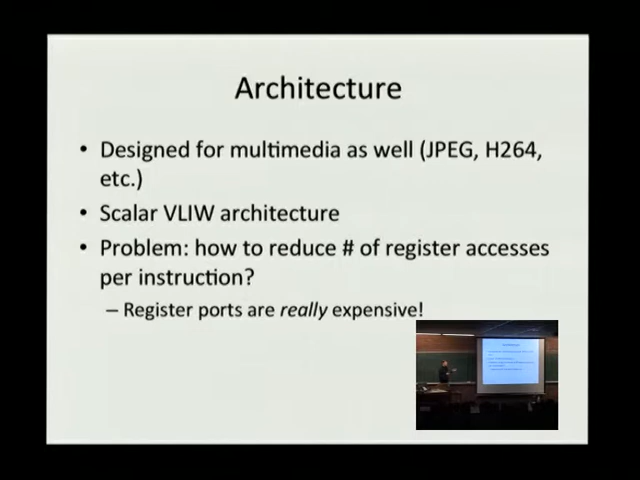 Architecture
• Designed for multimedia as well (JPEG, H264,
etc.)
• Scalar VLIW architecture
• Problem: how to reduce # of register accesses
per instruction?
– Register ports are really expensive!